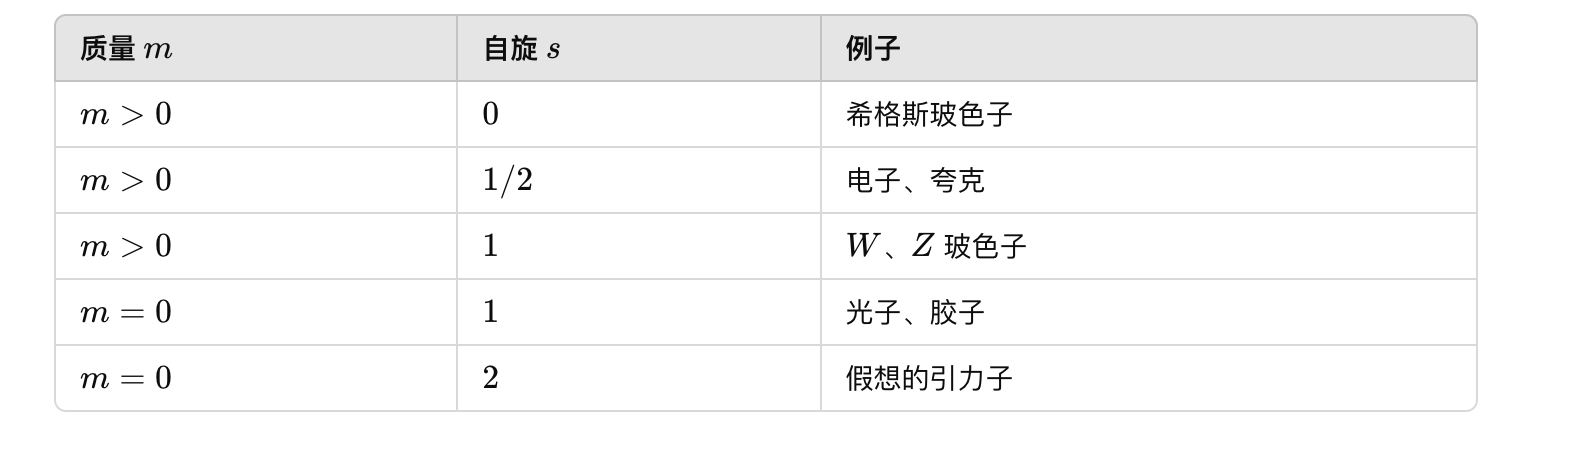 质量 m 自旋 s 例子
m > 0 0 希格斯玻色子
m > 0 1/2 电子、夸克
m > 0 1 W、Z 玻色子
m = 0 1 光子、胶子
m = 0 2 假想的引力子